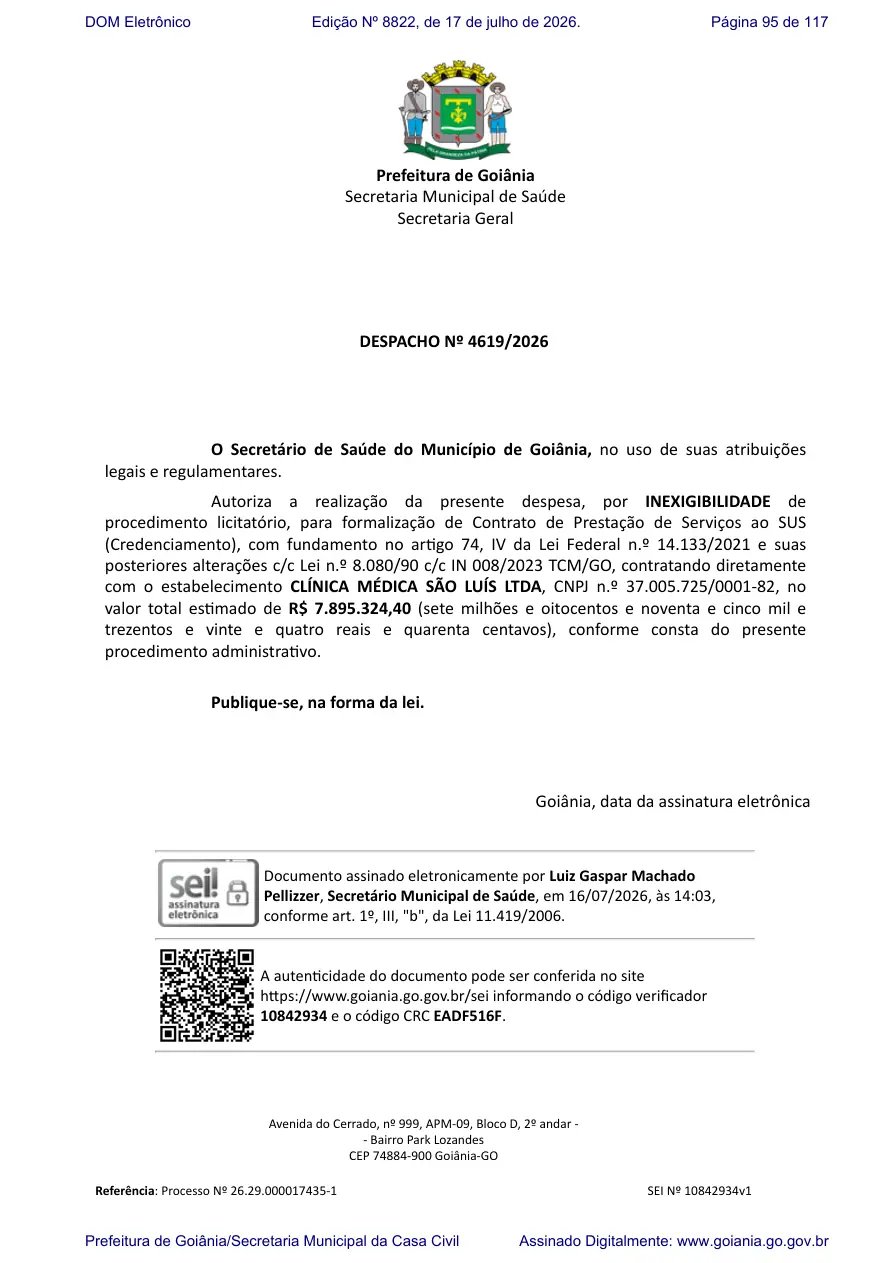 DOM Eletrônico Edição Nº 8822, de 17 de julho de 2026. Página 95 de 117
Prefeitura de Goiânia
Secretaria Municipal de Saúde
Secretaria Geral
DESPACHO Nº 4619/2026
O Secretário de Saúde do Município de Goiânia, no uso de suas atribuições
legais e regulamentares.
Autoriza a realização da presente despesa, por INEXIGIBILIDADE de
procedimento licitatório, para formalização de Contrato de Prestação de Serviços ao SUS
(Credenciamento), com fundamento no artigo 74, IV da Lei Federal n.º 14.133/2021 e suas
posteriores alterações c/c Lei n.º 8.080/90 c/c IN 008/2023 TCM/GO, contratando diretamente
com o estabelecimento CLÍNICA MÉDICA SÃO LUÍS LTDA, CNPJ n.º 37.005.725/0001-82, no
valor total estimado de R$ 7.895.324,40 (sete milhões e oitocentos e noventa e cinco mil e
trezentos e vinte e quatro reais e quarenta centavos), conforme consta do presente
procedimento administrativo.
Publique-se, na forma da lei.
Goiânia, data da assinatura eletrônica
sei!
assinatura
eletrônica
Documento assinado eletronicamente por Luiz Gaspar Machado
Pellizzer, Secretário Municipal de Saúde, em 16/07/2026, às 14:03,
conforme art. 1º, III, "b", da Lei 11.419/2006.
A autenticidade do documento pode ser conferida no site
https://www.goiania.go.gov.br/sei informando o código verificador
10842934 e o código CRC EADF516F.
Avenida do Cerrado, nº 999, APM-09, Bloco D, 2º andar -
- Bairro Park Lozandes
CEP 74884-900 Goiânia-GO
Referência: Processo Nº 26.29.000017435-1 SEI Nº 10842934v1
Prefeitura de Goiânia/Secretaria Municipal da Casa Civil Assinado Digitalmente: www.goiania.go.gov.br